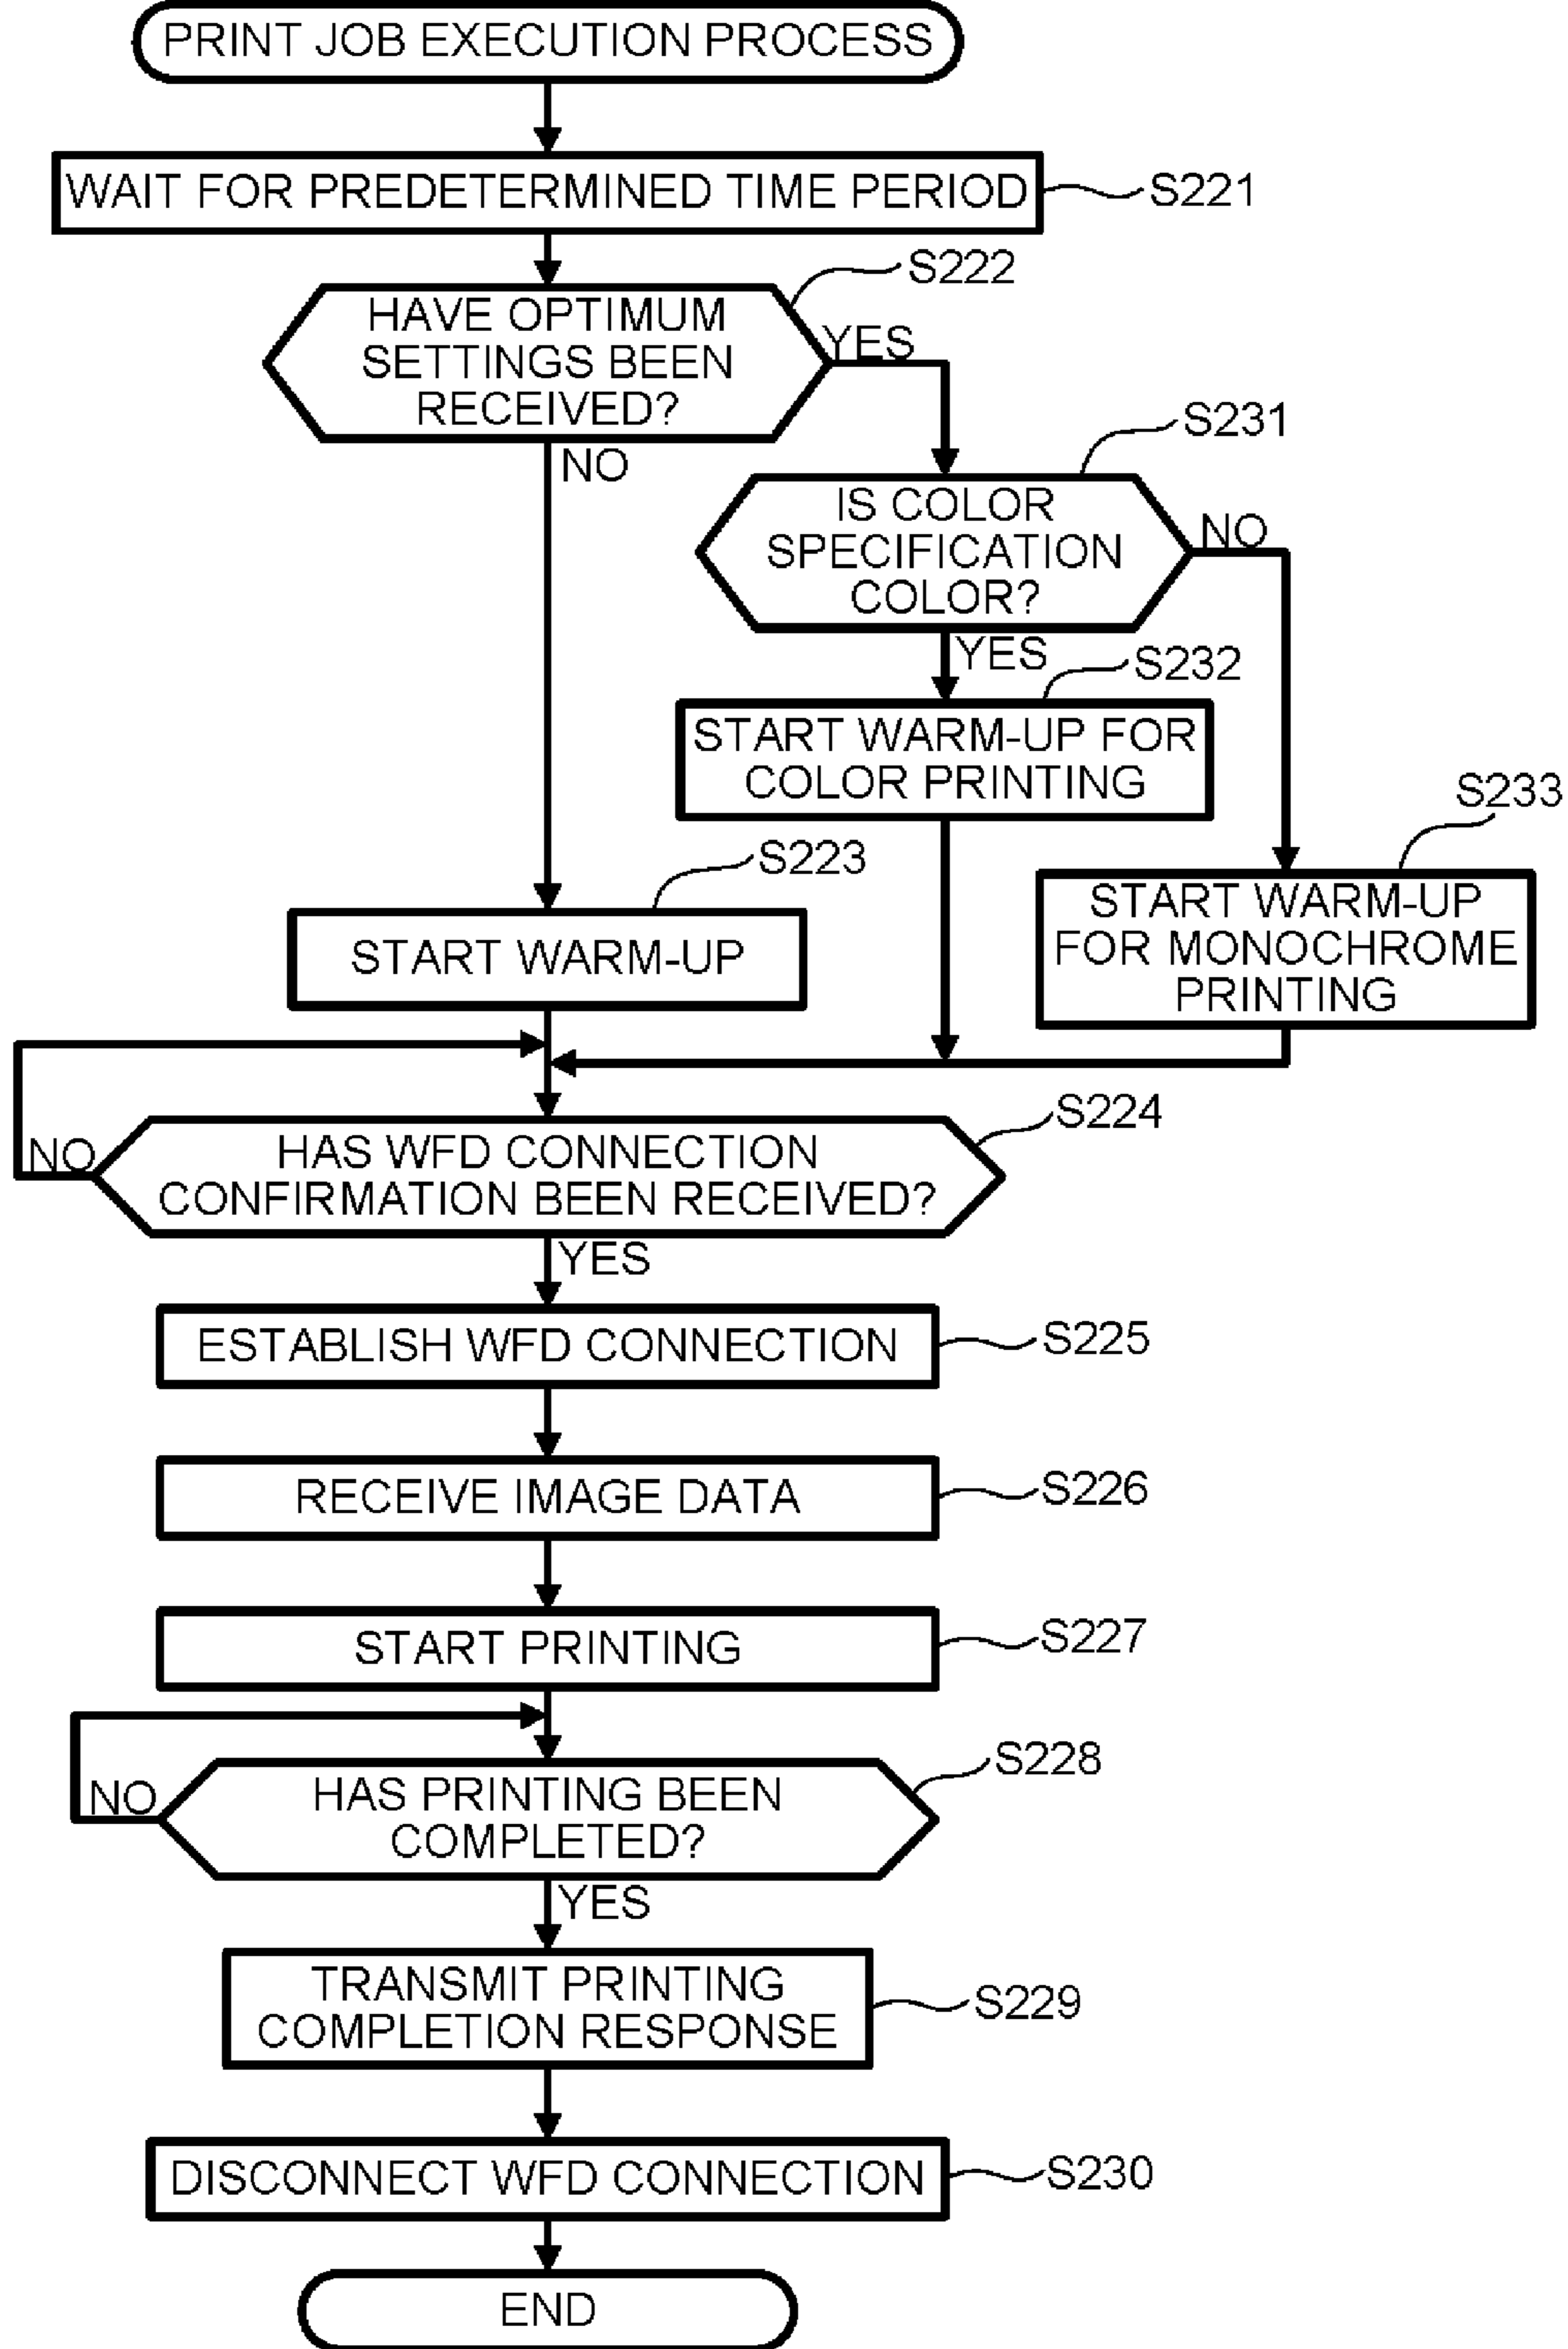 PRINT JOB EXECUTION PROCESS
WAIT FOR PREDETERMINED TIME PERIOD
S221
S222
HAVE OPTIMUM
SETTINGS BEEN
RECEIVED?
YES
NO
S231
IS COLOR
SPECIFICATION
COLOR?
NO
YES
S232
START WARM-UP FOR
COLOR PRINTING
S233
START WARM-UP
FOR MONOCHROME
PRINTING
S223
START WARM-UP
S224
HAS WFD CONNECTION
CONFIRMATION BEEN RECEIVED?
NO
YES
ESTABLISH WFD CONNECTION
S225
RECEIVE IMAGE DATA
S226
START PRINTING
S227
S228
HAS PRINTING BEEN
COMPLETED?
NO
YES
TRANSMIT PRINTING
COMPLETION RESPONSE
S229
DISCONNECT WFD CONNECTION
S230
END